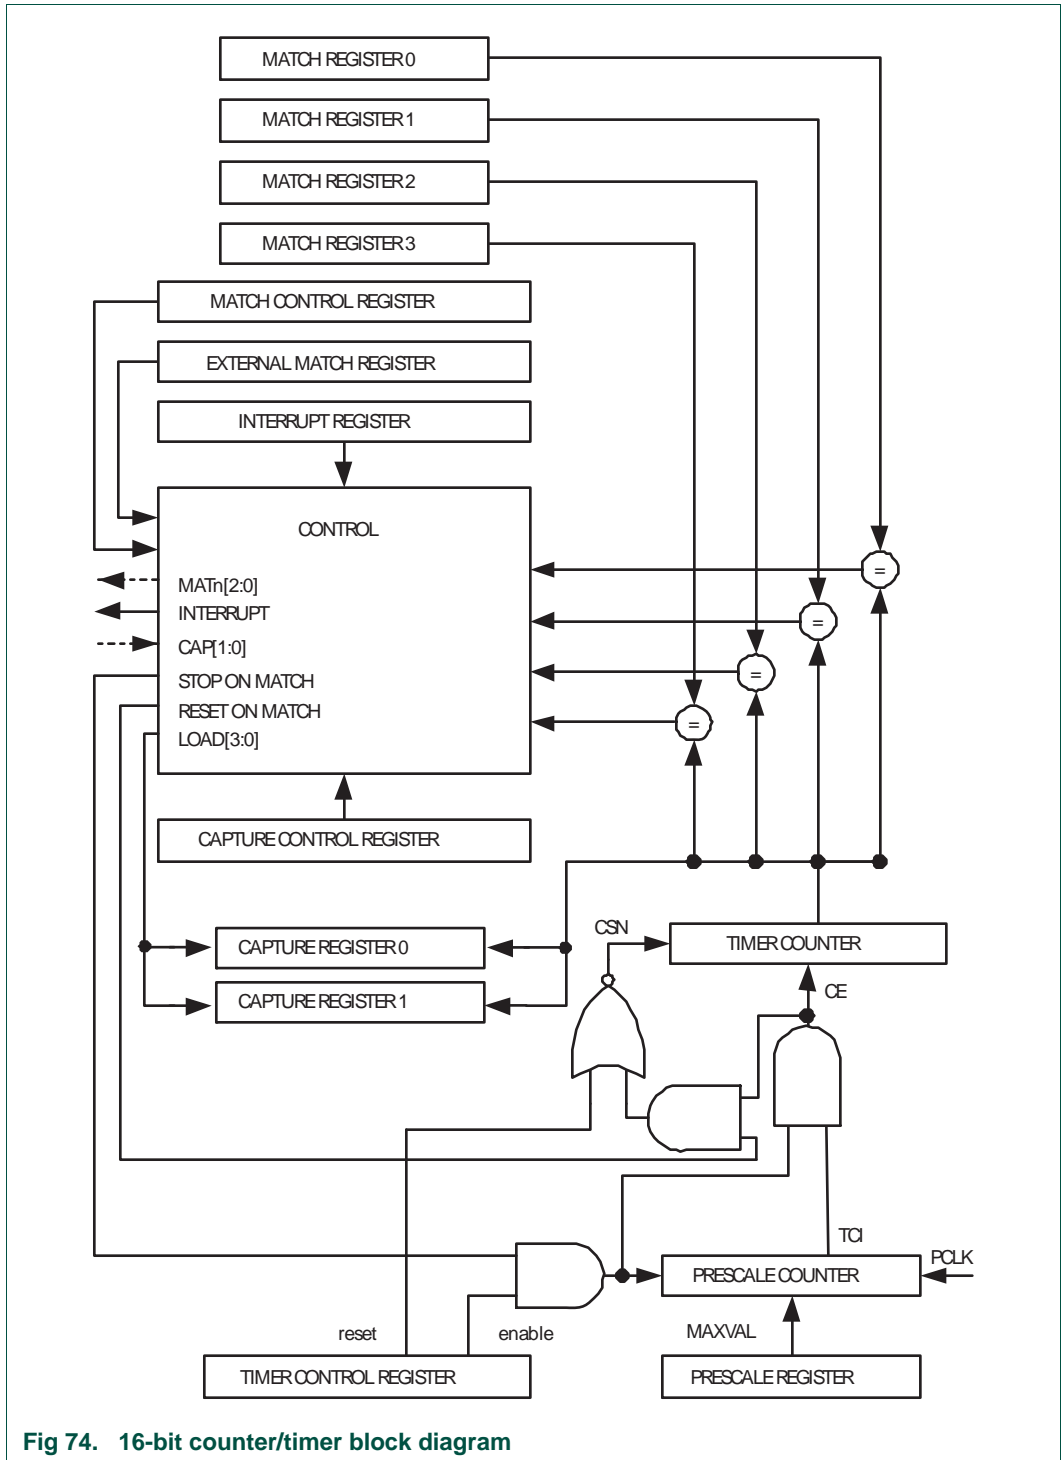 MATCH REGISTER 0
MATCH REGISTER 1
MATCH REGISTER 2
MATCH REGISTER 3
MATCH CONTROL REGISTER
EXTERNAL MATCH REGISTER
INTERRUPT REGISTER
CONTROL
=
MATn[2:0]
INTERRUPT
=
CAP[1:0]
STOP ON MATCH
=
RESET ON MATCH
=
LOAD[3:0]
CAPTURE CONTROL REGISTER
CSN
CAPTURE REGISTER 0
TIMER COUNTER
CAPTURE REGISTER 1
CE
TCI
PCLK
PRESCALE COUNTER
reset
enable
MAXVAL
TIMER CONTROL REGISTER
PRESCALE REGISTER
Fig 74. 16-bit counter/timer block diagram